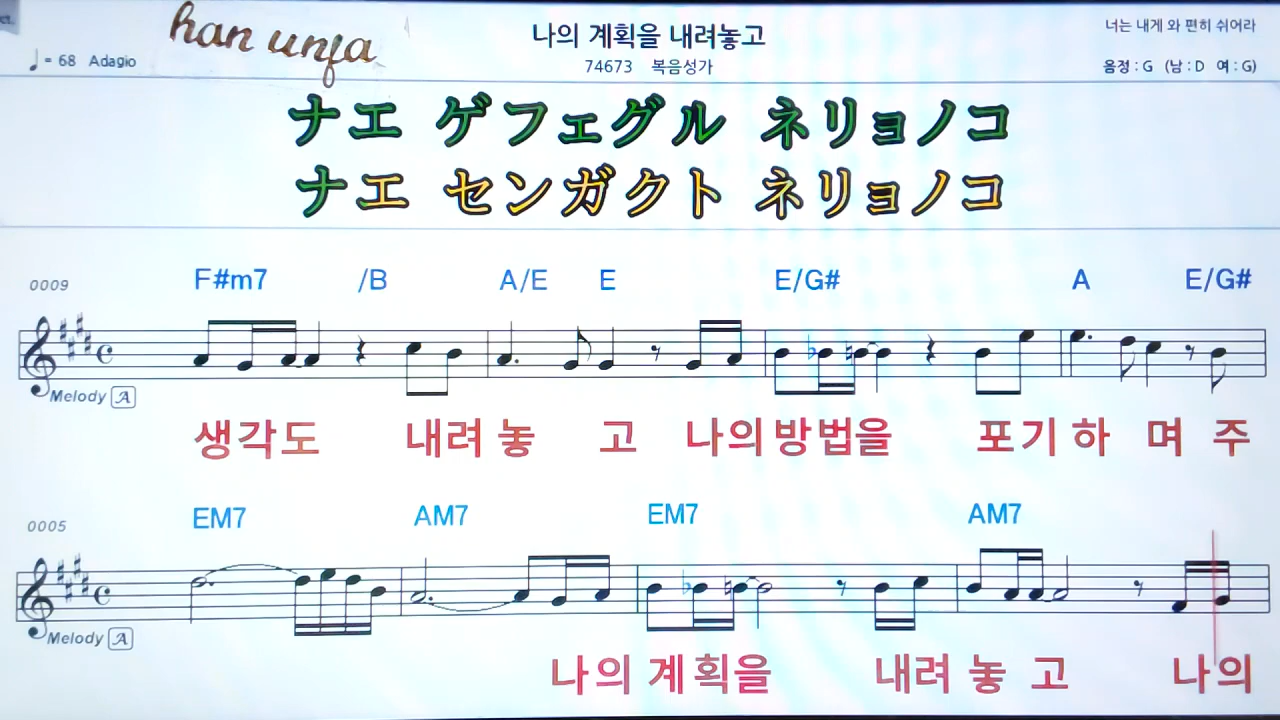 han unfa
나의 계획을 내려놓고
너는 내게 와 편히 쉬어라
♩= 68 Adagio
74673 복음성가
음정 : G (남 : D 여 : G)
ナエ ゲフェグル ネリョノコ
ナエ センガクト ネリョノコ
0009 F#m7 /B A/E E E/G# A E/G#
Melody A
생각도 내려놓 고 나의방법을 포기하 며 주
0005 EM7 AM7 EM7 AM7
Melody A
나의 계획을 내려놓 고 나의